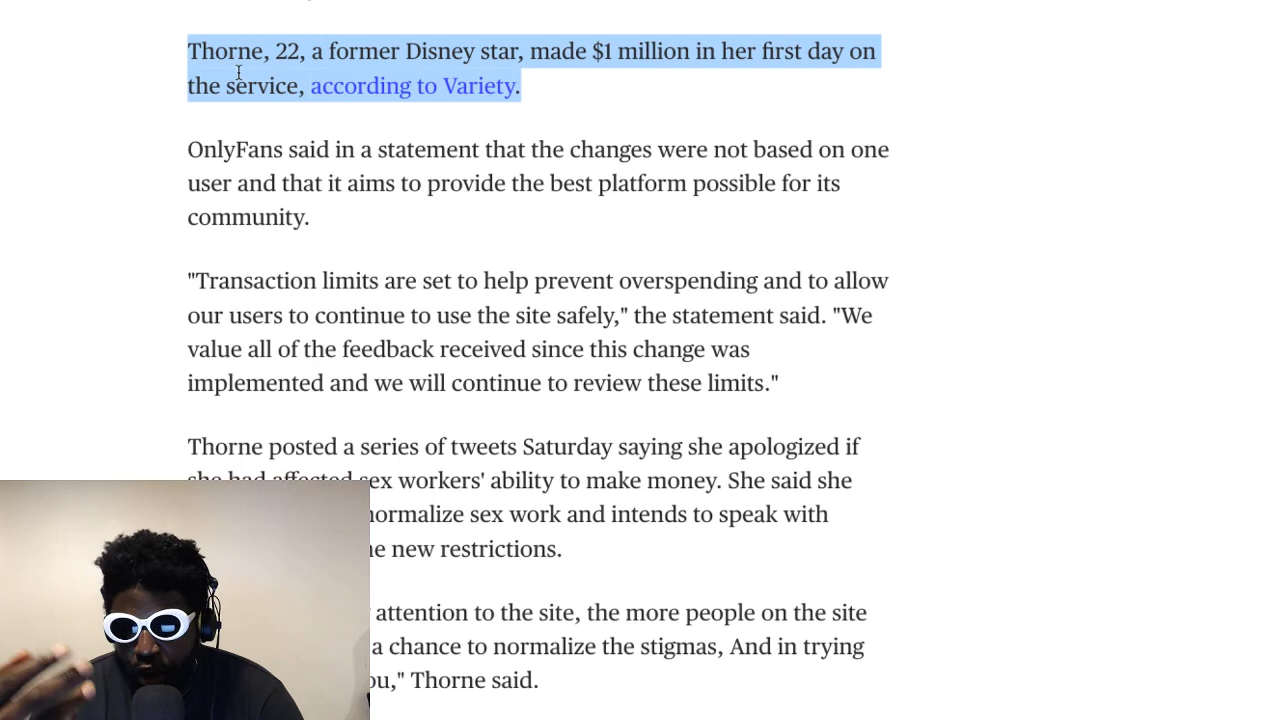 Thorne, 22, a former Disney star, made $1 million in her first day on
the service, according to Variety.
OnlyFans said in a statement that the changes were not based on one
user and that it aims to provide the best platform possible for its
community.
"Transaction limits are set to help prevent overspending and to allow
our users to continue to use the site safely," the statement said. "We
value all of the feedback received since this change was
implemented and we will continue to review these limits."
Thorne posted a series of tweets Saturday saying she apologized if
she had affected sex workers' ability to make money. She said she
normalize sex work and intends to speak with
new restrictions.
attention to the site, the more people on the site
a chance to normalize the stigmas, And in trying
Thorne said.